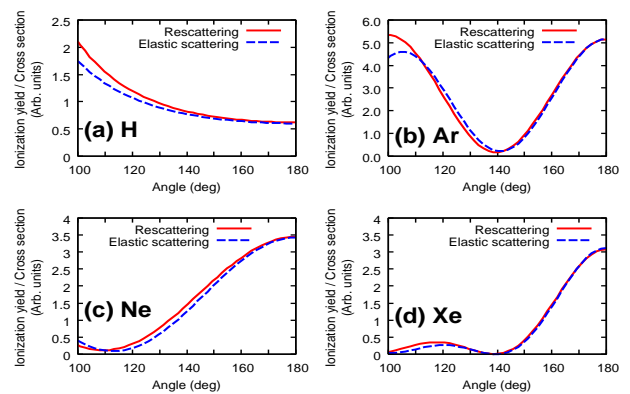 Ionization yield / Cross section
(Arb. units)
3.5
3
2.5
2
1.5
1
0.5
0
Rescattering
Elastic scattering
(a) H
100 120 140 160 180
Angle (deg)
Ionization yield / Cross section
(Arb. units)
6.0
5.0
4.0
3.0
2.0
1.0
0.0
Rescattering
Elastic scattering
(b) Ar
100 120 140 160 180
Angle (deg)
Ionization yield / Cross section
(Arb. units)
4
3.5
3
2.5
2
1.5
1
0.5
0
Rescattering
Elastic scattering
(c) Ne
100 120 140 160 180
Angle (deg)
Ionization yield / Cross section
(Arb. units)
4
3.5
3
2.5
2
1.5
1
0.5
0
Rescattering
Elastic scattering
(d) Xe
100 120 140 160 180
Angle (deg)